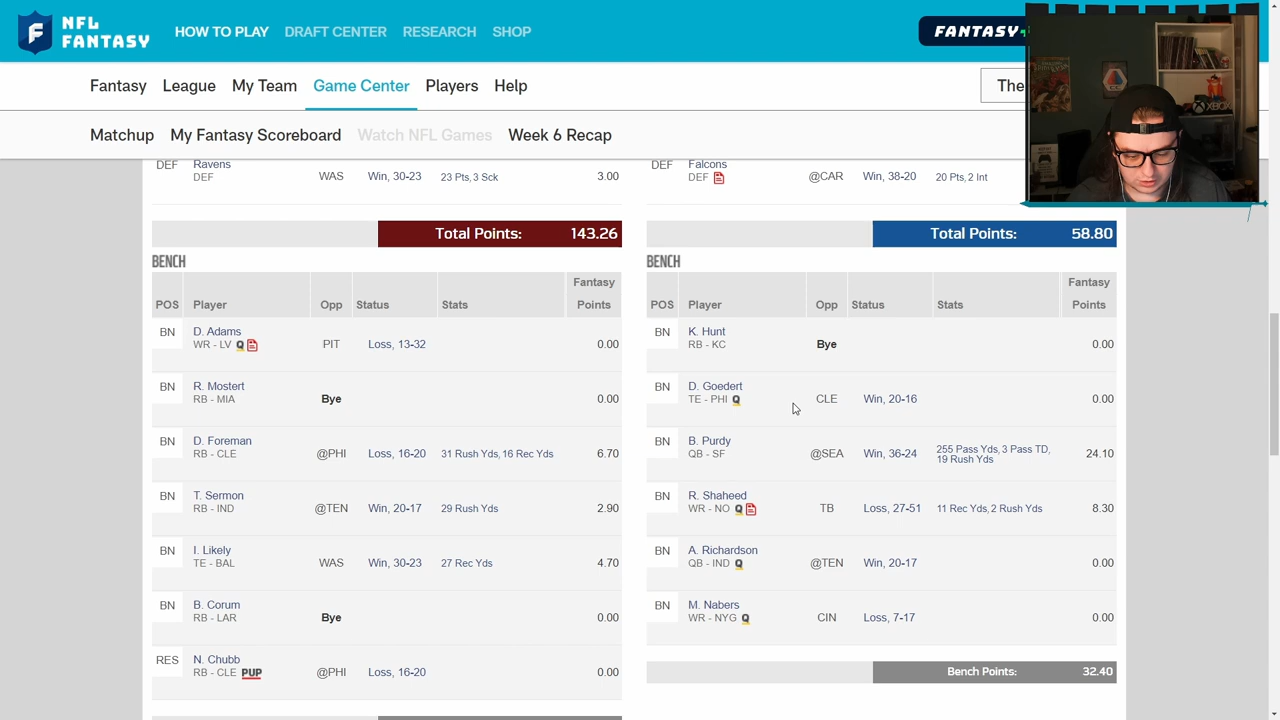 NFL
FANTASY
HOW TO PLAY DRAFT CENTER RESEARCH SHOP
FANTASY+
Fantasy League My Team Game Center Players Help
The
Matchup My Fantasy Scoreboard Watch NFL Games Week 6 Recap
DEF Ravens DEF WAS Win, 30-23 23 Pts, 3 Sck 3.00
Total Points: 143.26
BENCH
POS Player Opp Status Stats Fantasy Points
BN D. Adams WR - LV Q PIT Loss, 13-32 0.00
BN R. Mostert RB - MIA Bye 0.00
BN D. Foreman RB - CLE @PHI Loss, 16-20 31 Rush Yds, 16 Rec Yds 6.70
BN T. Sermon RB - IND @TEN Win, 20-17 29 Rush Yds 2.90
BN I. Likely TE - BAL WAS Win, 30-23 27 Rec Yds 4.70
BN B. Corum RB - LAR Bye 0.00
RES N. Chubb RB - CLE PUP @PHI Loss, 16-20 0.00
DEF Falcons DEF @CAR Win, 38-20 20 Pts, 2 Int
Total Points: 58.80
BENCH
POS Player Opp Status Stats Fantasy Points
BN K. Hunt RB - KC Bye 0.00
BN D. Goedert TE - PHI Q CLE Win, 20-16 0.00
BN B. Purdy QB - SF @SEA Win, 36-24 255 Pass Yds, 3 Pass TD, 19 Rush Yds 24.10
BN R. Shaheed WR - NO Q TB Loss, 27-51 11 Rec Yds, 2 Rush Yds 8.30
BN A. Richardson QB - IND Q @TEN Win, 20-17 0.00
BN M. Nabers WR - NYG Q CIN Loss, 7-17 0.00
Bench Points: 32.40
XBOX